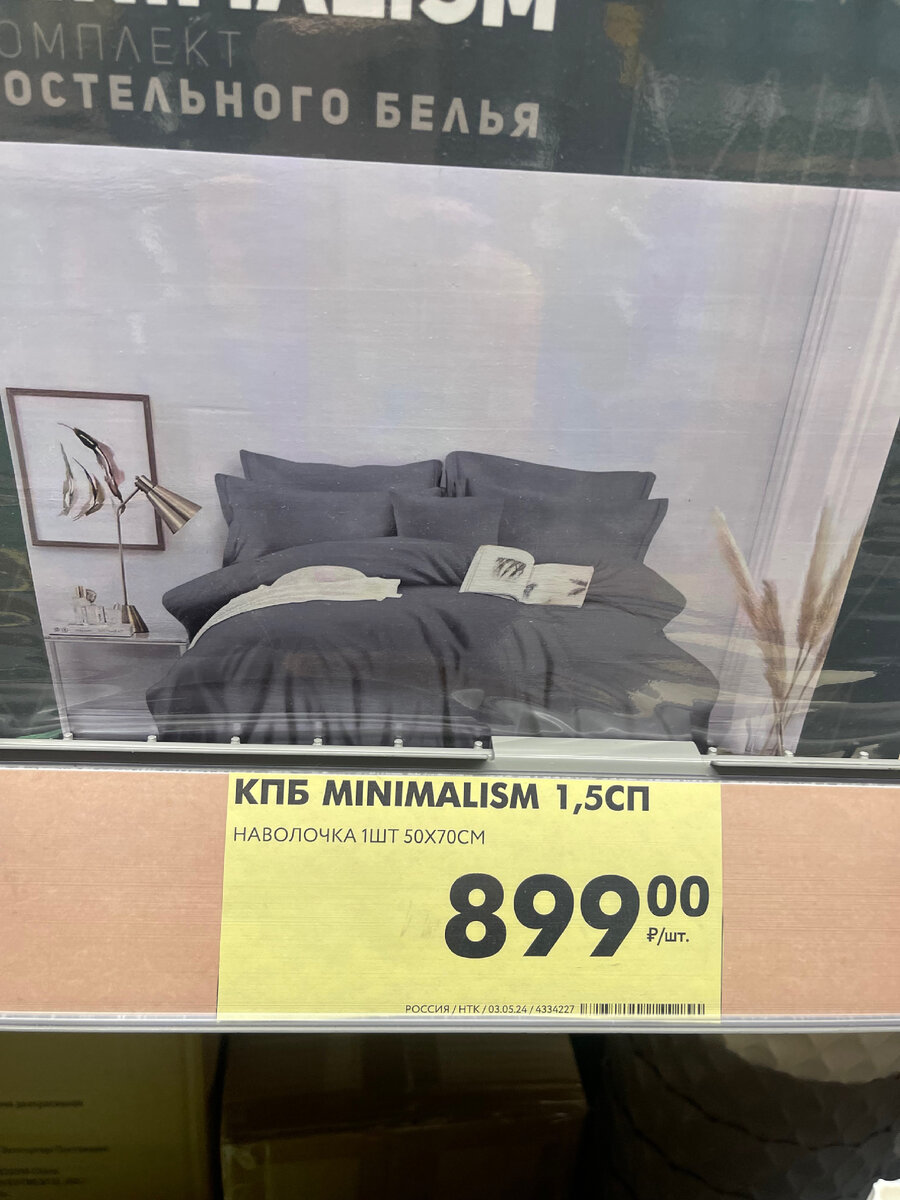 ОМПЛЕКТ
ОСТЕЛЬНОГО БЕЛЬЯ
КПБ MINIMALISM 1,5СП
НАВОЛОЧКА 1ШТ 50Х70СМ
899 00
₽/шт.
РОССИЯ / НТК / 03.05.24 / 4334227